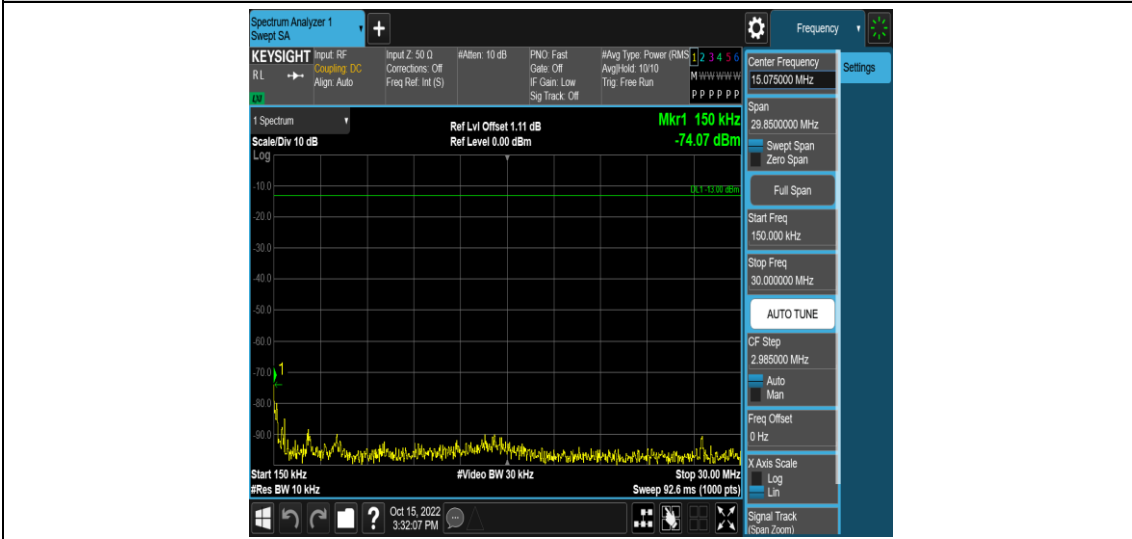 Spectrum Analyzer 1
Swept SA
+
Frequency
KEYSIGHT
RL
Input: RF
Coupling: DC
Align: Auto
Input Z: 50 Ω
Corrections: Off
Freq Ref: Int (S)
#Atten: 10 dB
PNO: Fast
Gate: Off
IF Gain: Low
Sig Track: Off
#Avg Type: Power (RMS
Avg|Hold: 10/10
Trig: Free Run
1 2 3 4 5 6
M W W W W W
P P P P P P
1 Spectrum
Scale/Div 10 dB
Log
Ref Lvl Offset 1.11 dB
Ref Level 0.00 dBm
Mkr1 150 kHz
-74.07 dBm
DL1 -13.00 dBm
-10.0
-20.0
-30.0
-40.0
-50.0
-60.0
-70.0
1
-80.0
-90.0
Start 150 kHz
#Res BW 10 kHz
#Video BW 30 kHz
Stop 30.00 MHz
Sweep 92.6 ms (1000 pts)
Center Frequency
15.075000 MHz
Settings
Span
29.8500000 MHz
Swept Span
Zero Span
Full Span
Start Freq
150.000 kHz
Stop Freq
30.000000 MHz
AUTO TUNE
CF Step
2.985000 MHz
Auto
Man
Freq Offset
0 Hz
X Axis Scale
Log
Lin
Signal Track
(Span Zoom)
?
Oct 15, 2022
3:32:07 PM